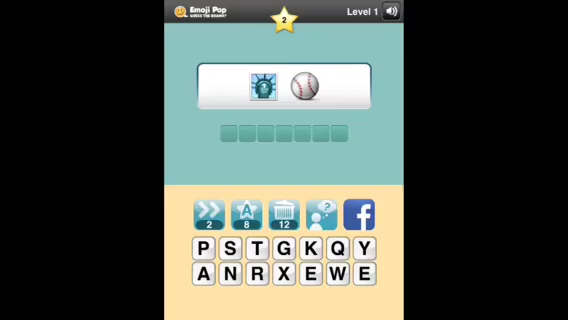 Emoji Pop
GUESS THE EMOJI!!
2
Level 1
A
?
f
2
8
12
P S T G K Q Y
A N R X E W E